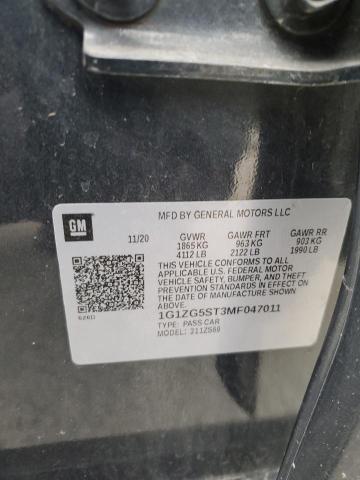 MFD BY GENERAL MOTORS LLC
GM
11/20 GVWR GAWR FRT GAWR RR
1865 KG 963 KG 903 KG
4112 LB 2122 LB 1990 LB
THIS VEHICLE CONFORMS TO ALL
APPLICABLE U.S. FEDERAL MOTOR
VEHICLE SAFETY, BUMPER, AND THEFT
PREVENTION STANDARDS IN EFFECT ON
THE DATE OF MANUFACTURE SHOWN
ABOVE.
1G1ZG5ST3MF047011
TYPE: PASS CAR
MODEL: 211ZS69